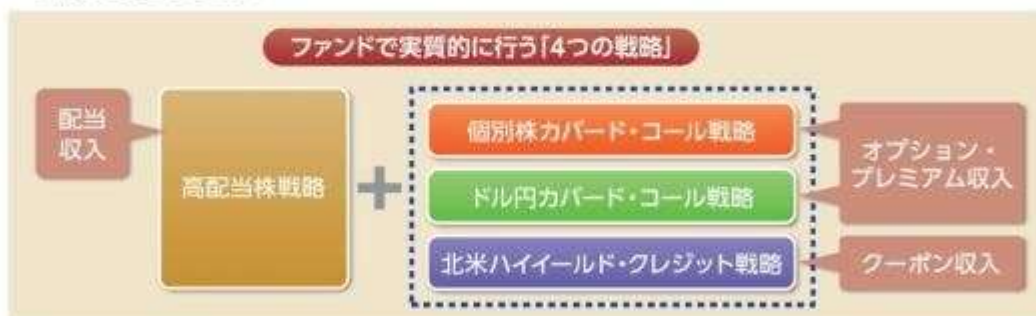 ファンドで実質的に行う「4つの戦略」
配当
収入
高配当株戦略
個別株カバード・コール戦略
ドル円カバード・コール戦略
北米ハイイールド・クレジット戦略
オプション・
プレミアム収入
クーポン収入